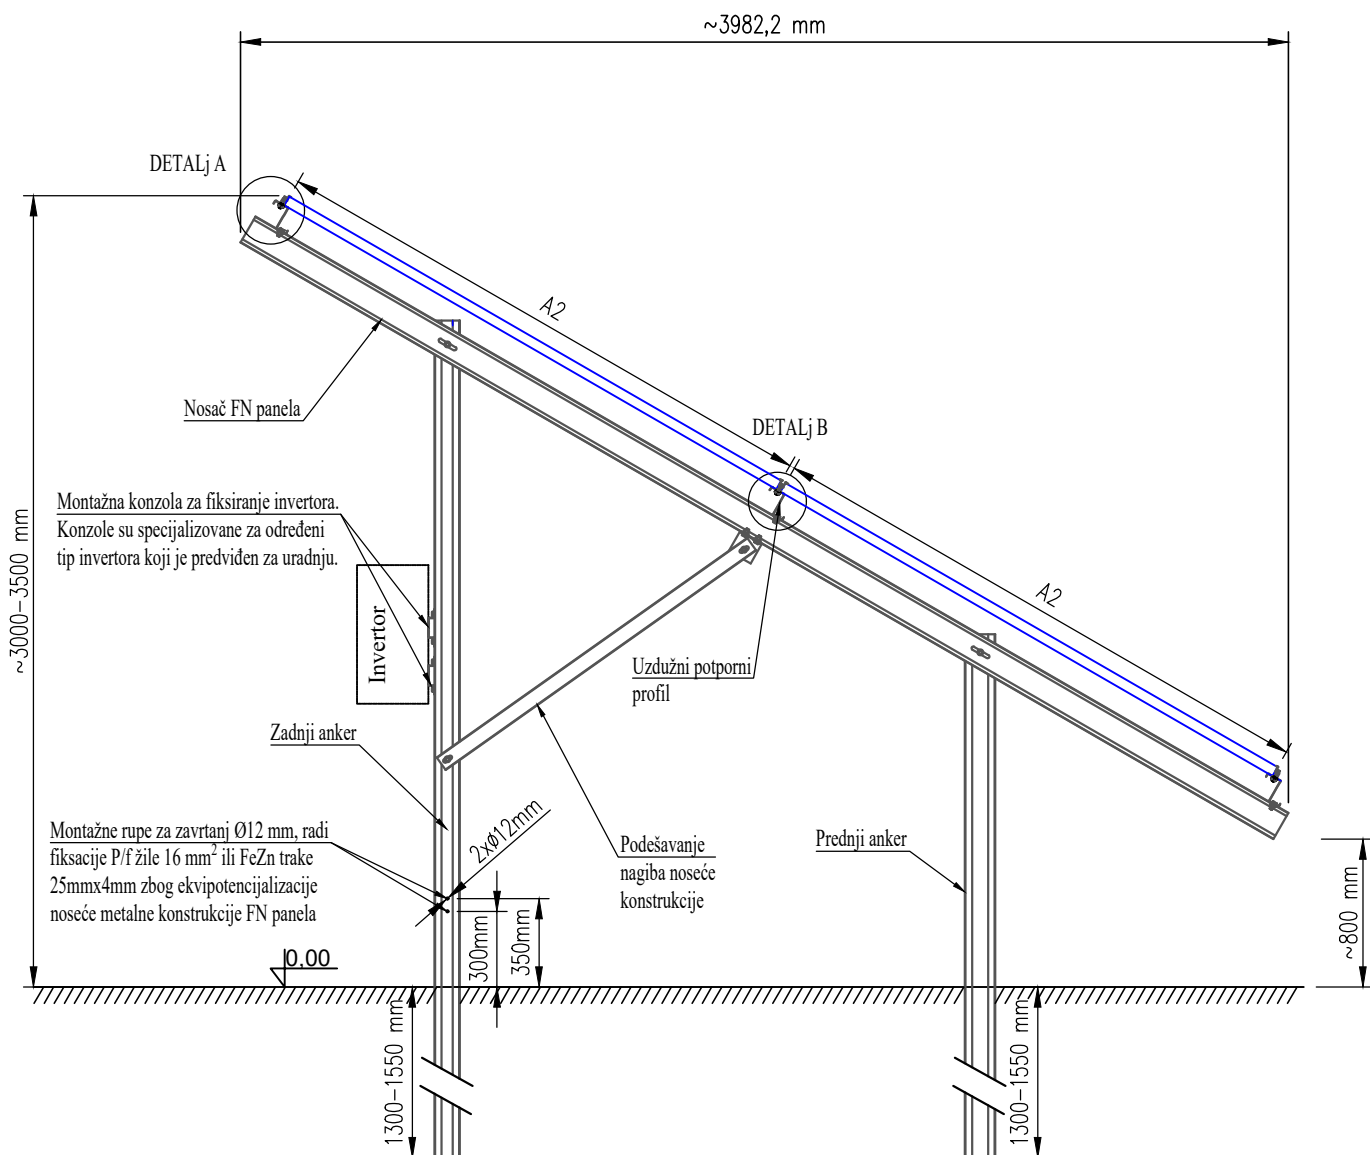 ~3982,2 mm
DETALj A
A2
Nosač FN panela
DETALj B
Montažna konzola za fiksiranje invertora.
Konzole su specijalizovane za određeni
tip invertora koji je predviđen za uradnju.
~3000-3500 mm
Invertor
A2
Uzdužni potporni
profil
Zadnji anker
Montažne rupe za zavrtanj Ø12 mm, radi
fiksacije P/f žile 16 mm² ili FeZn trake
25mmx4mm zbog ekvipotencijalizacije
noseće metalne konstrukcije FN panela
2xø12mm
Podešavanje
nagiba noseće
konstrukcije
Prednji anker
~800 mm
300mm
350mm
0,00
1300-1550 mm
1300-1550 mm